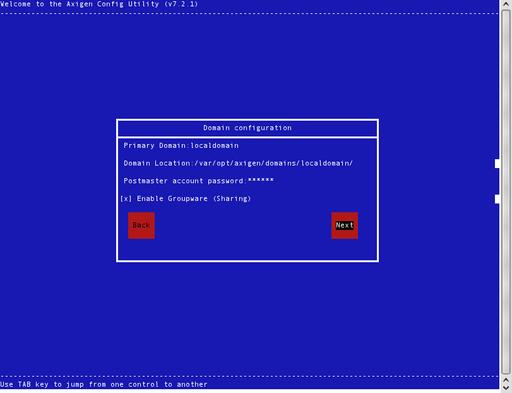 Welcome to the Axigen Config Utility (v7.2.1)
Domain configuration
Primary Domain:localdomain
Domain Location:/var/opt/axigen/domains/localdomain/
Postmaster account password:******
[x] Enable Groupware (Sharing)
Back Next
Use TAB key to jump from one control to another